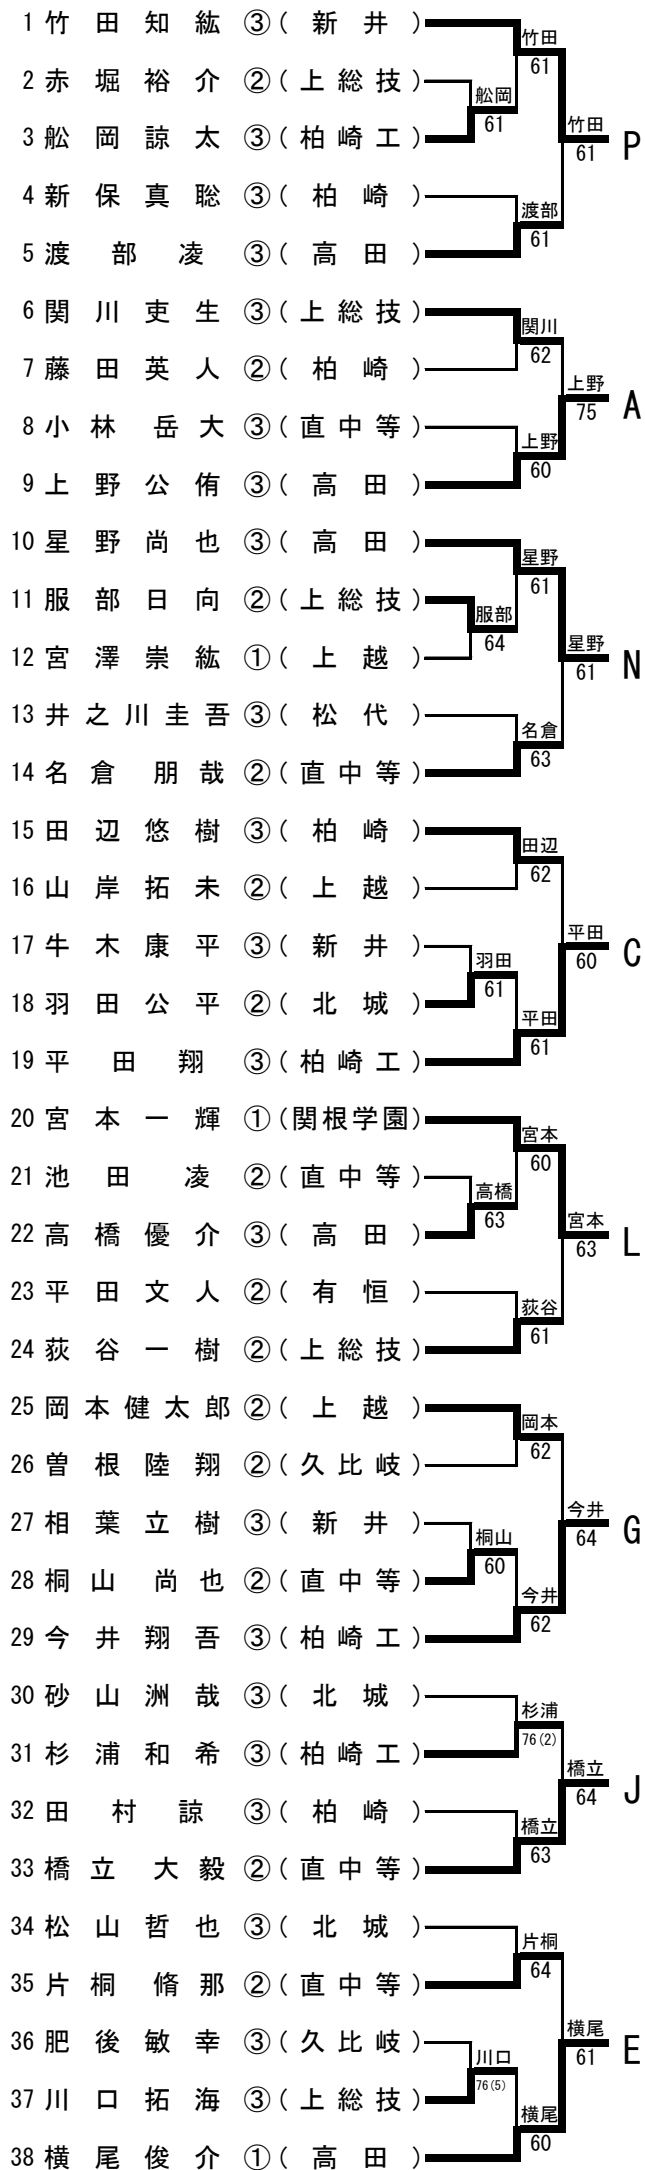 1 竹田知紘 ③(新井)
竹田
61
2 赤堀裕介 ②(上総技)
舩岡
61
3 舩岡諒太 ③(柏崎工)
竹田
61
P
4 新保真聡 ③(柏崎)
渡部
61
5 渡部凌 ③(高田)
6 関川吏生 ③(上総技)
関川
62
7 藤田英人 ②(柏崎)
上野
75
A
8 小林岳大 ③(直中等)
上野
60
9 上野公侑 ③(高田)
10 星野尚也 ③(高田)
星野
61
11 服部日向 ②(上総技)
服部
64
12 宮澤崇紘 ①(上越)
星野
61
N
13 井之川圭吾 ③(松代)
名倉
63
14 名倉朋哉 ②(直中等)
15 田辺悠樹 ③(柏崎)
田辺
62
16 山岸拓未 ②(上越)
平田
60
C
17 牛木康平 ③(新井)
羽田
61
18 羽田公平 ②(北城)
平田
61
19 平田翔 ③(柏崎工)
20 宮本一輝 ①(関根学園)
宮本
60
21 池田凌 ②(直中等)
高橋
63
22 高橋優介 ③(高田)
宮本
63
L
23 平田文人 ②(有恒)
荻谷
61
24 荻谷一樹 ②(上総技)
25 岡本健太郎 ②(上越)
岡本
62
26 曽根陸翔 ②(久比岐)
今井
64
G
27 相葉立樹 ③(新井)
桐山
60
28 桐山尚也 ②(直中等)
今井
62
29 今井翔吾 ③(柏崎工)
30 砂山洲哉 ③(北城)
杉浦
76(2)
31 杉浦和希 ③(柏崎工)
橋立
64
J
32 田村諒 ③(柏崎)
橋立
63
33 橋立大毅 ②(直中等)
34 松山哲也 ③(北城)
片桐
64
35 片桐脩那 ②(直中等)
横尾
61
E
36 肥後敏幸 ③(久比岐)
川口
76(5)
37 川口拓海 ③(上総技)
横尾
60
38 横尾俊介 ①(高田)